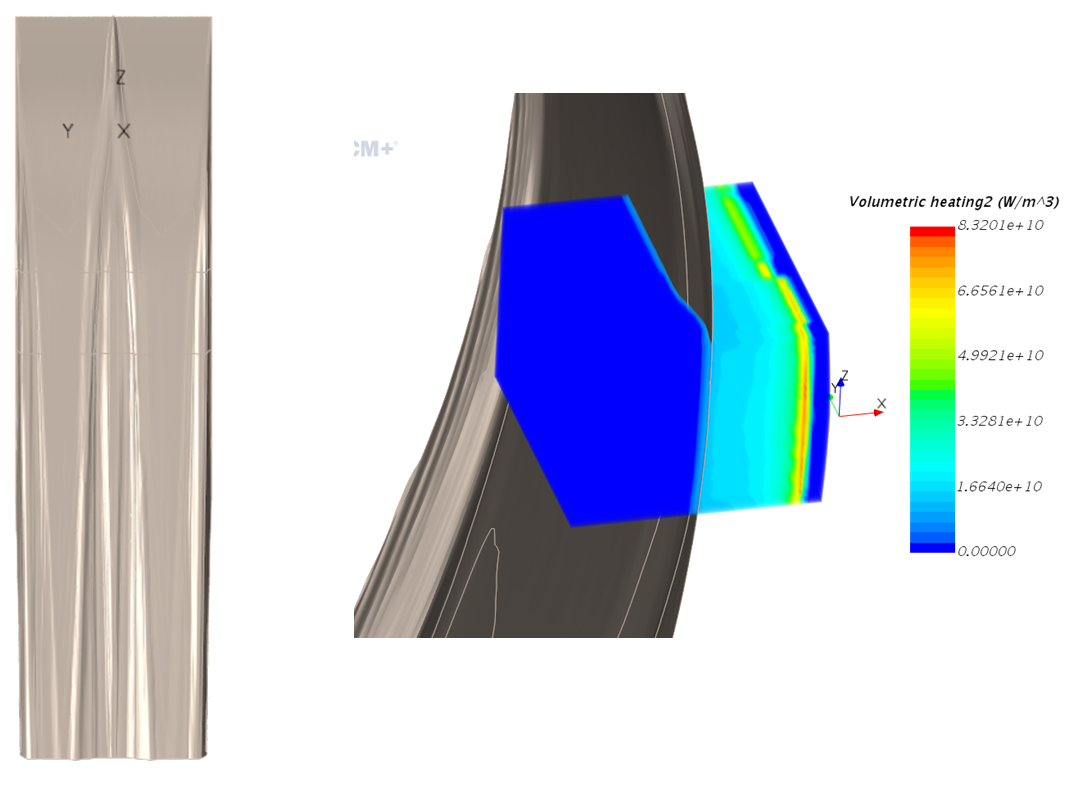 Z
Y X
CM+
Volumetric heating2 (W/m^3)
8.3201e+10
6.6561e+10
4.9921e+10
3.3281e+10
1.6640e+10
0.00000
Z
Y
X